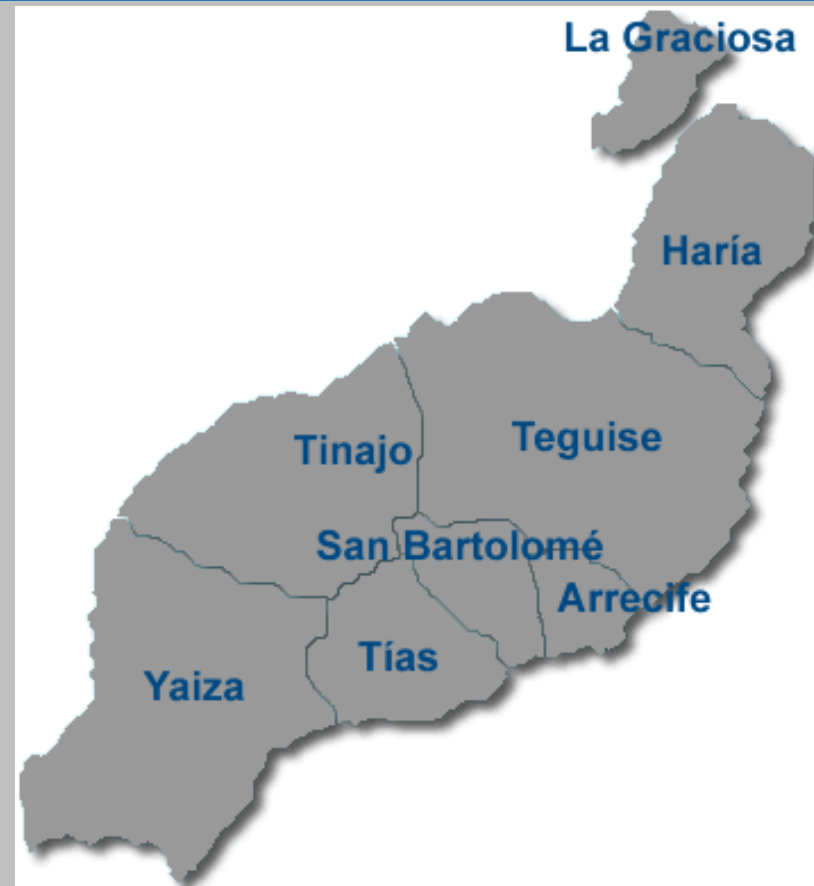 La Graciosa
Haría
Teguise
Tinajo
San Bartolomé
Arrecife
Tías
Yaiza